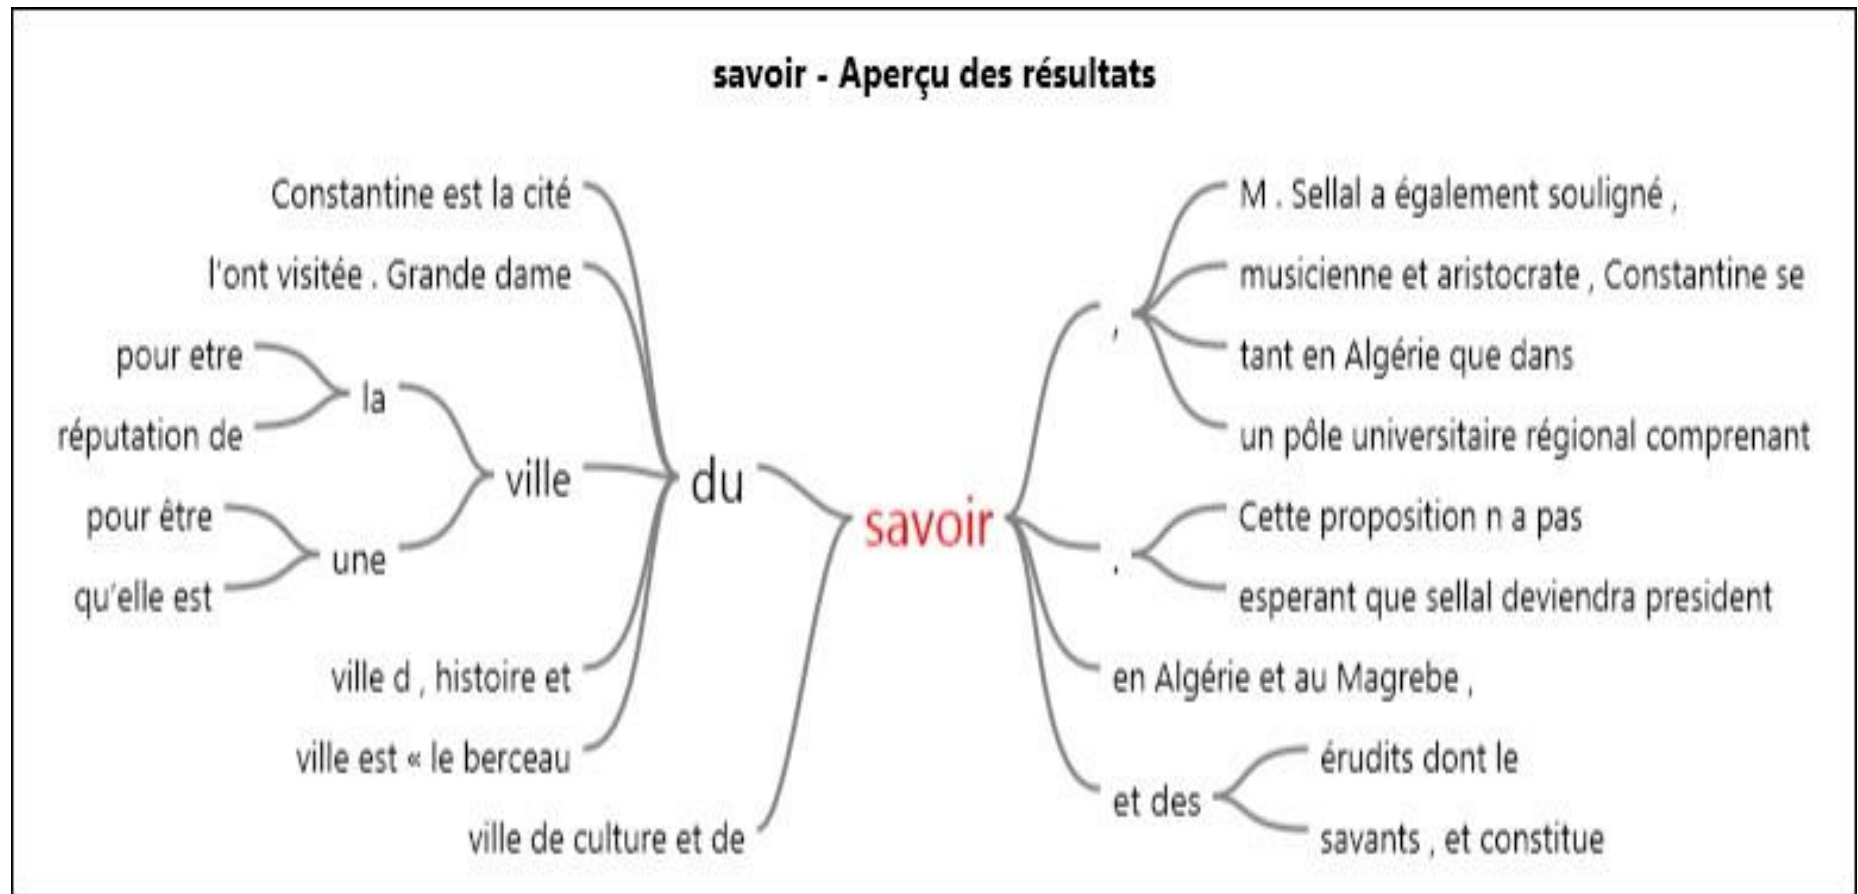 savoir - Aperçu des résultats
Constantine est la cité
l'ont visitée . Grande dame
pour etre
réputation de
la
pour être
qu'elle est
une
ville
ville d , histoire et
ville est « le berceau
du
ville de culture et de
savoir
,
M . Sellal a également souligné ,
musicienne et aristocrate , Constantine se
tant en Algérie que dans
un pôle universitaire régional comprenant
.
Cette proposition n a pas
esperant que sellal deviendra president
en Algérie et au Magrebe ,
et des
érudits dont le
savants , et constitue